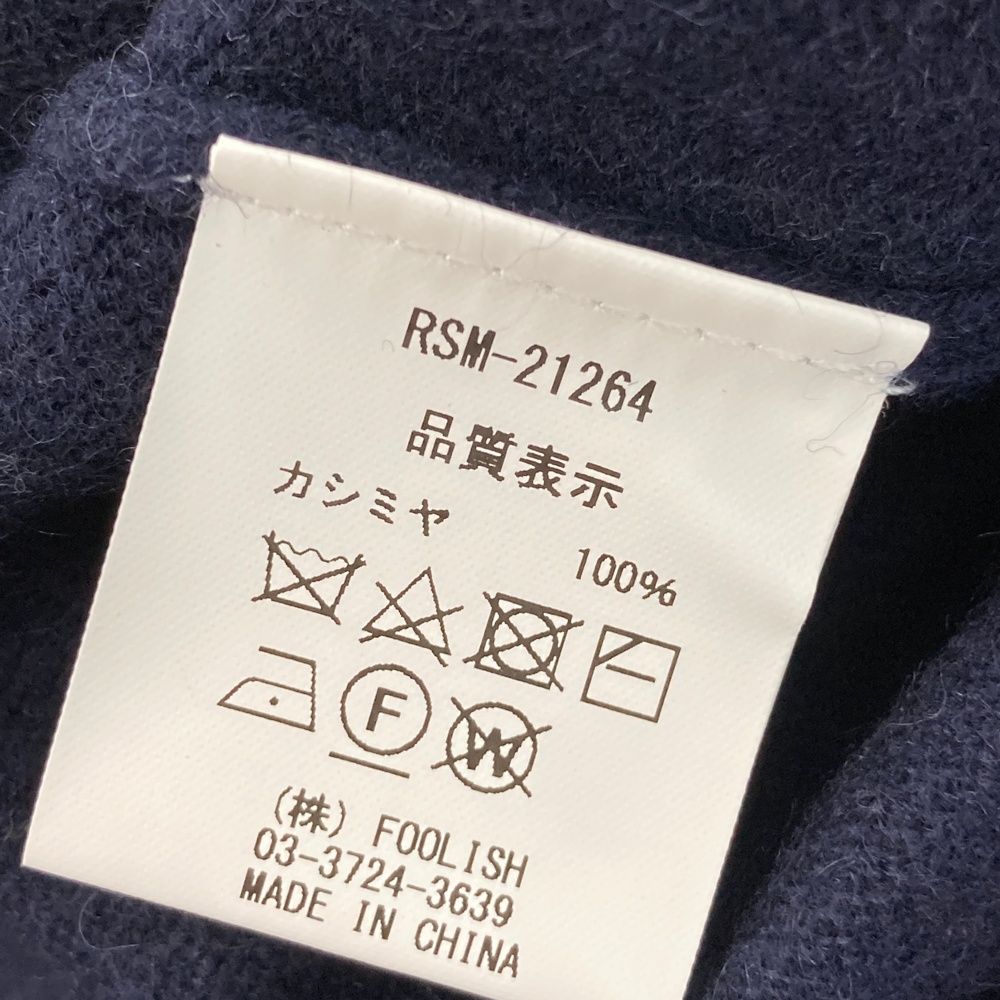 RSM-21264
品質表示
カシミヤ 100%
F W
(株) FOOLISH
03-3724-3639
MADE IN CHINA